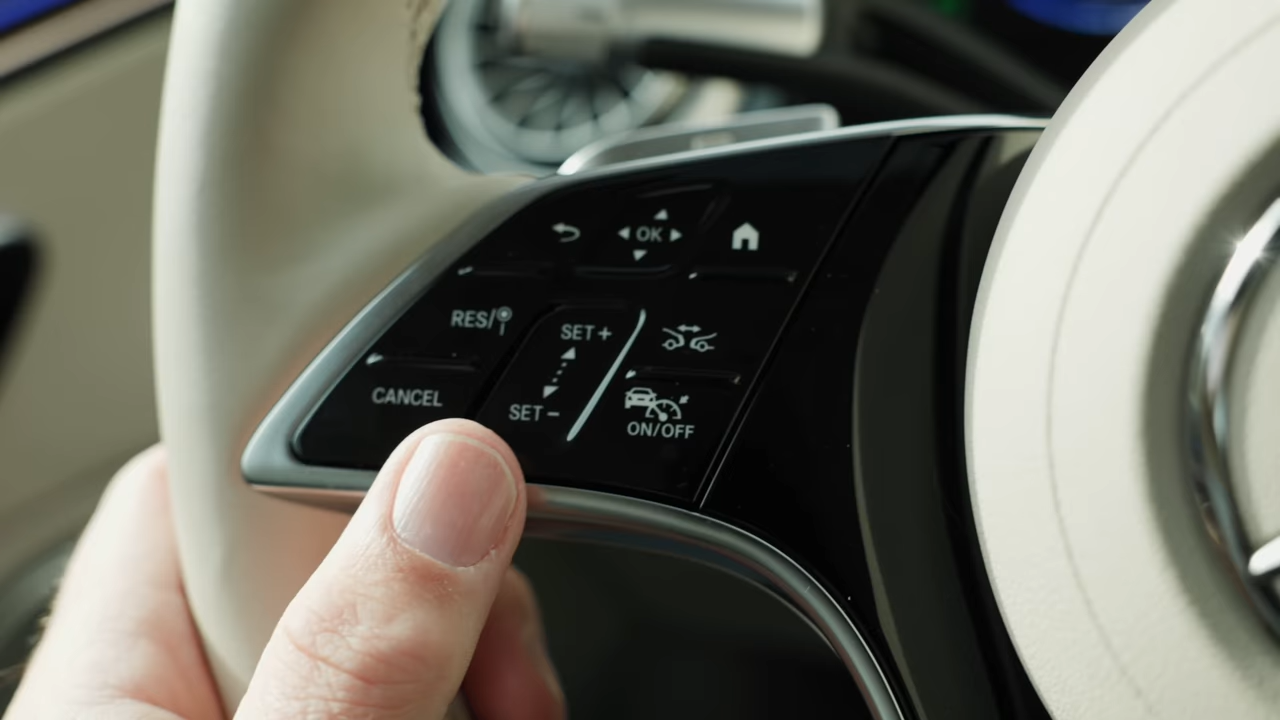 OK
RES/
SET +
SET −
CANCEL
ON/OFF